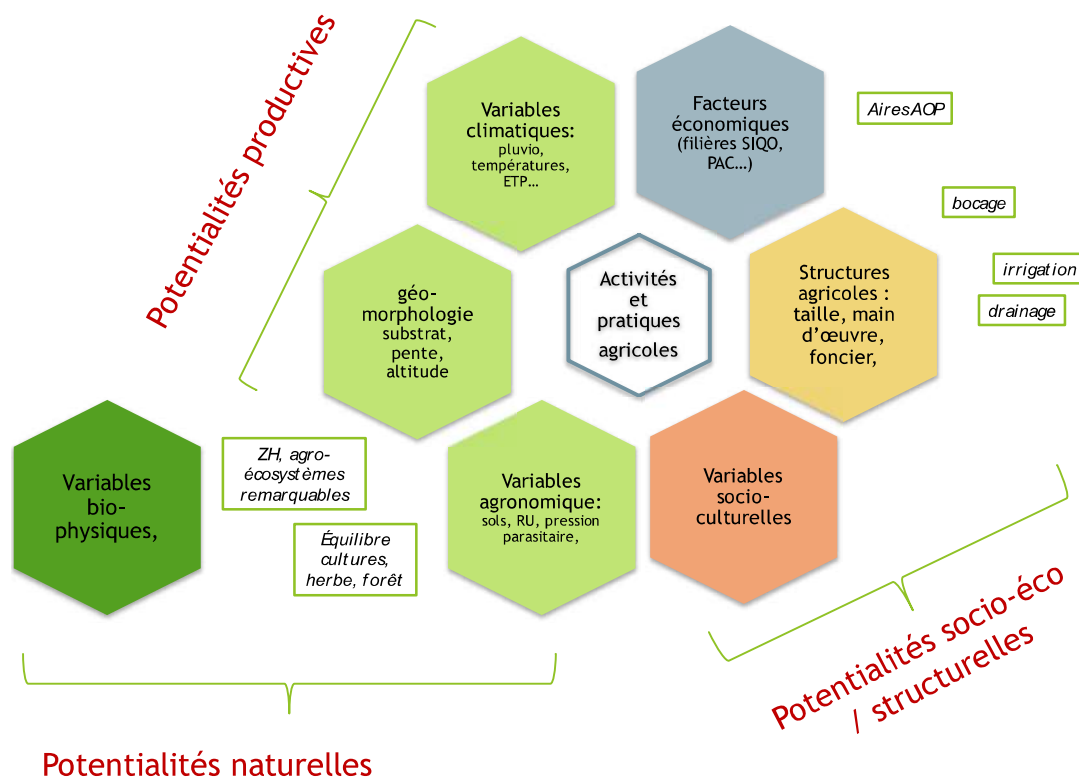 Potentialités productives
Variables
climatiques:
pluvio,
températures,
ETP…
Facteurs
économiques
(filières SIQO,
PAC…)
AiresAOP
bocage
irrigation
drainage
géo-
morphologie
substrat,
pente,
altitude
Activités
et
pratiques
agricoles
Structures
agricoles :
taille, main
d’œuvre,
foncier,
Variables
bio-
physiques,
ZH, agro-
écosystèmes
remarquables
Équilibre
cultures,
herbe, forêt
Variables
agronomique:
sols, RU, pression
parasitaire,
Variables
socio-
culturelles
Potentialités socio-éco
/ structurelles
Potentialités naturelles